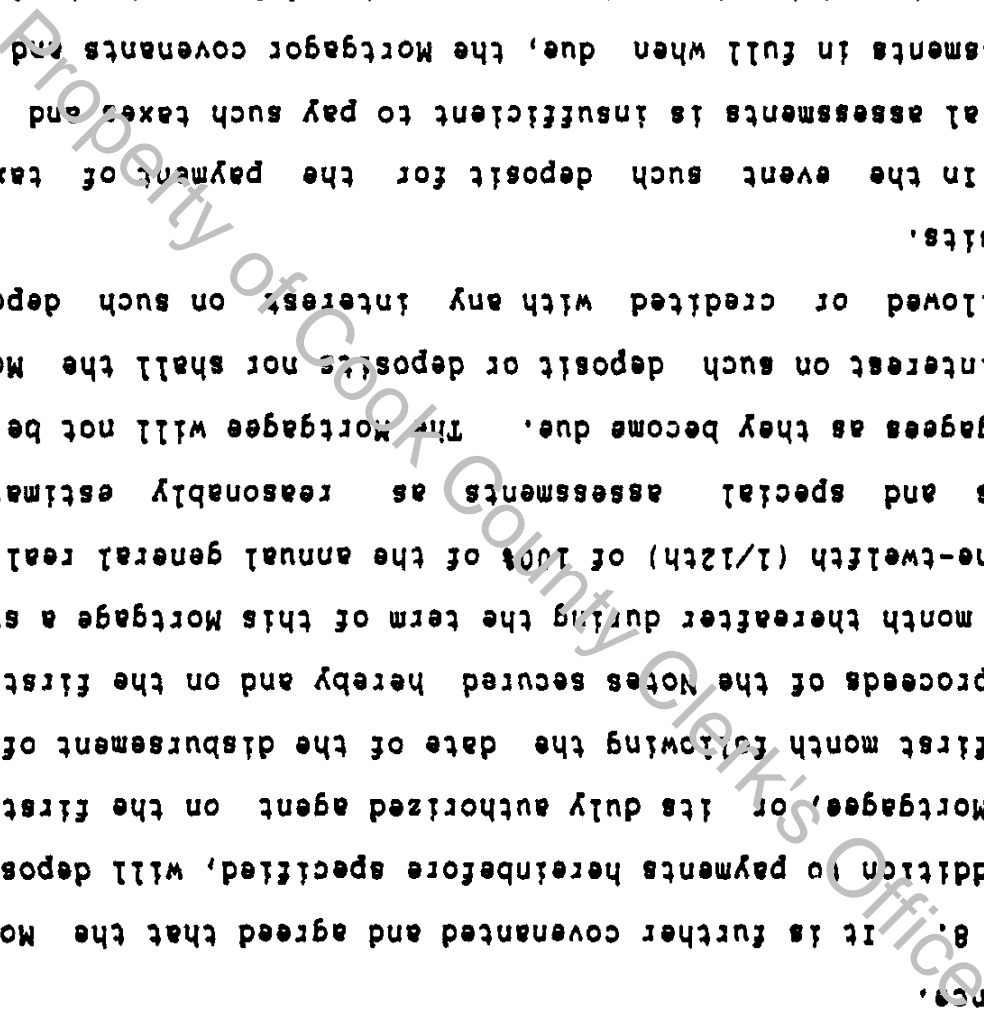 nce.
8. It is further covenanted and agreed that the Mo
ddition to payments hereinbefore specified, will depos
Mortgagee, or its duly authorized agent on the first
first month following the date of the disbursement of
proceeds of the Notes secured hereby and on the first
month thereafter during the term of this Mortgage a s
ne-twelfth (1/12th) of 100% of the annual general real
s and special assessments as reasonably estima
gagees as they become due. The Mortgagee will not be
nterest on such deposit or deposits nor shall the Mo
llowed or credited with any interest on such depo
sits.
In the event such deposit for the payment of tax
al assessments is insufficient to pay such taxes and
sments in full when due, the Mortgagor covenants and
Property of Cook County Clerk's Office